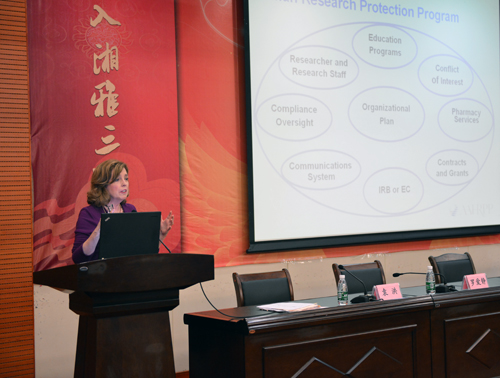 入湘雅三
Research Protection Program
Education
Programs
Researcher and
Research Staff
Conflict
of Interest
Compliance
Oversight
Organizational
Plan
Pharmacy
Services
Communications
System
Contracts
and Grants
IRB or EC